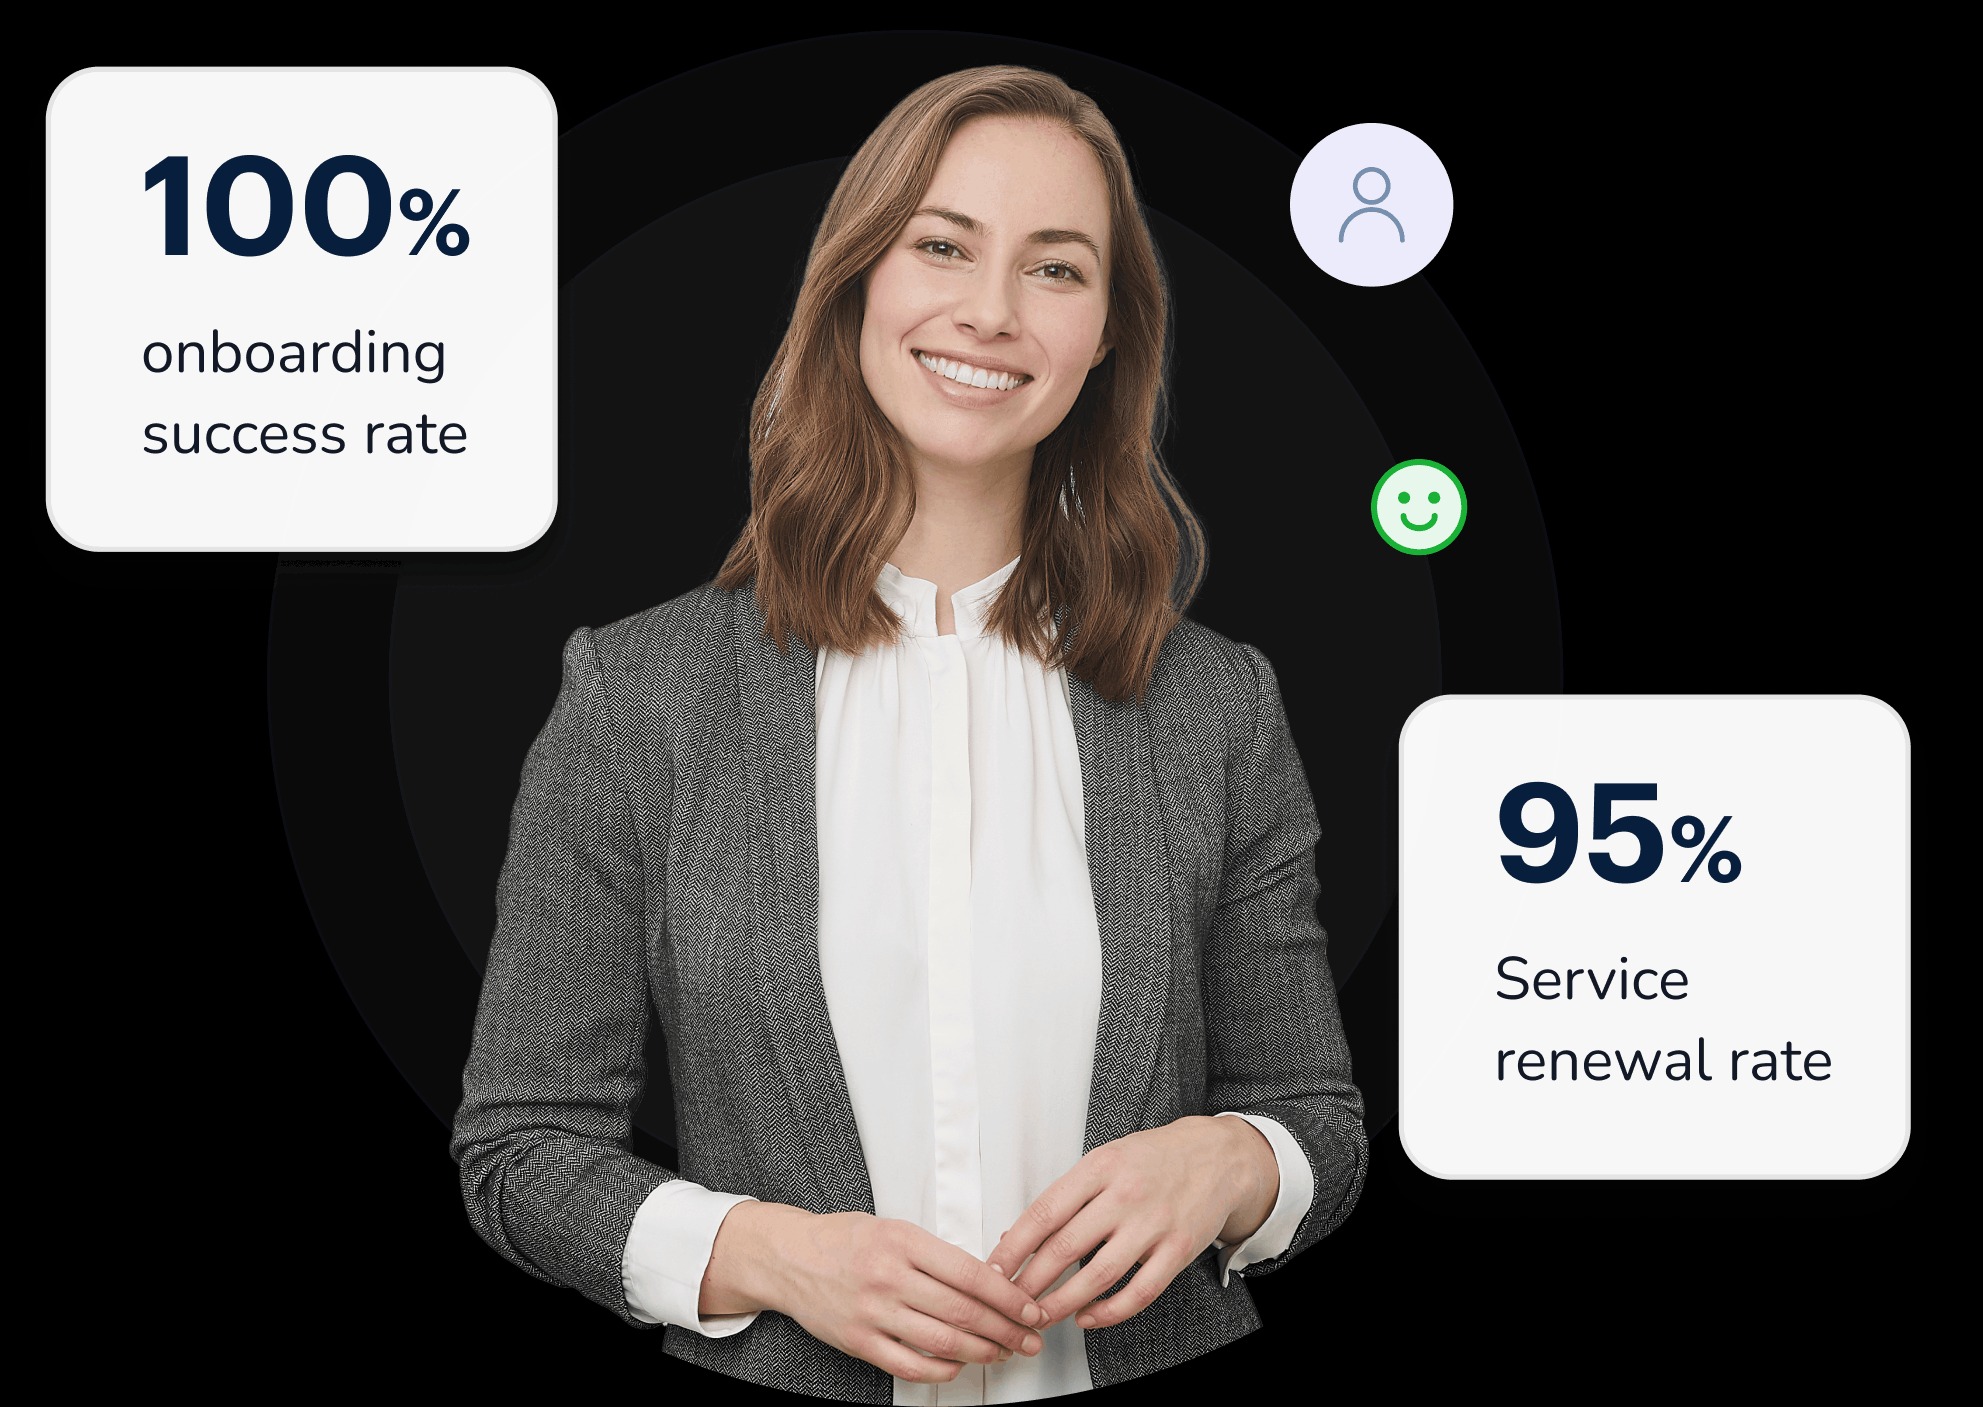 100%
onboarding
success rate
95%
Service
renewal rate